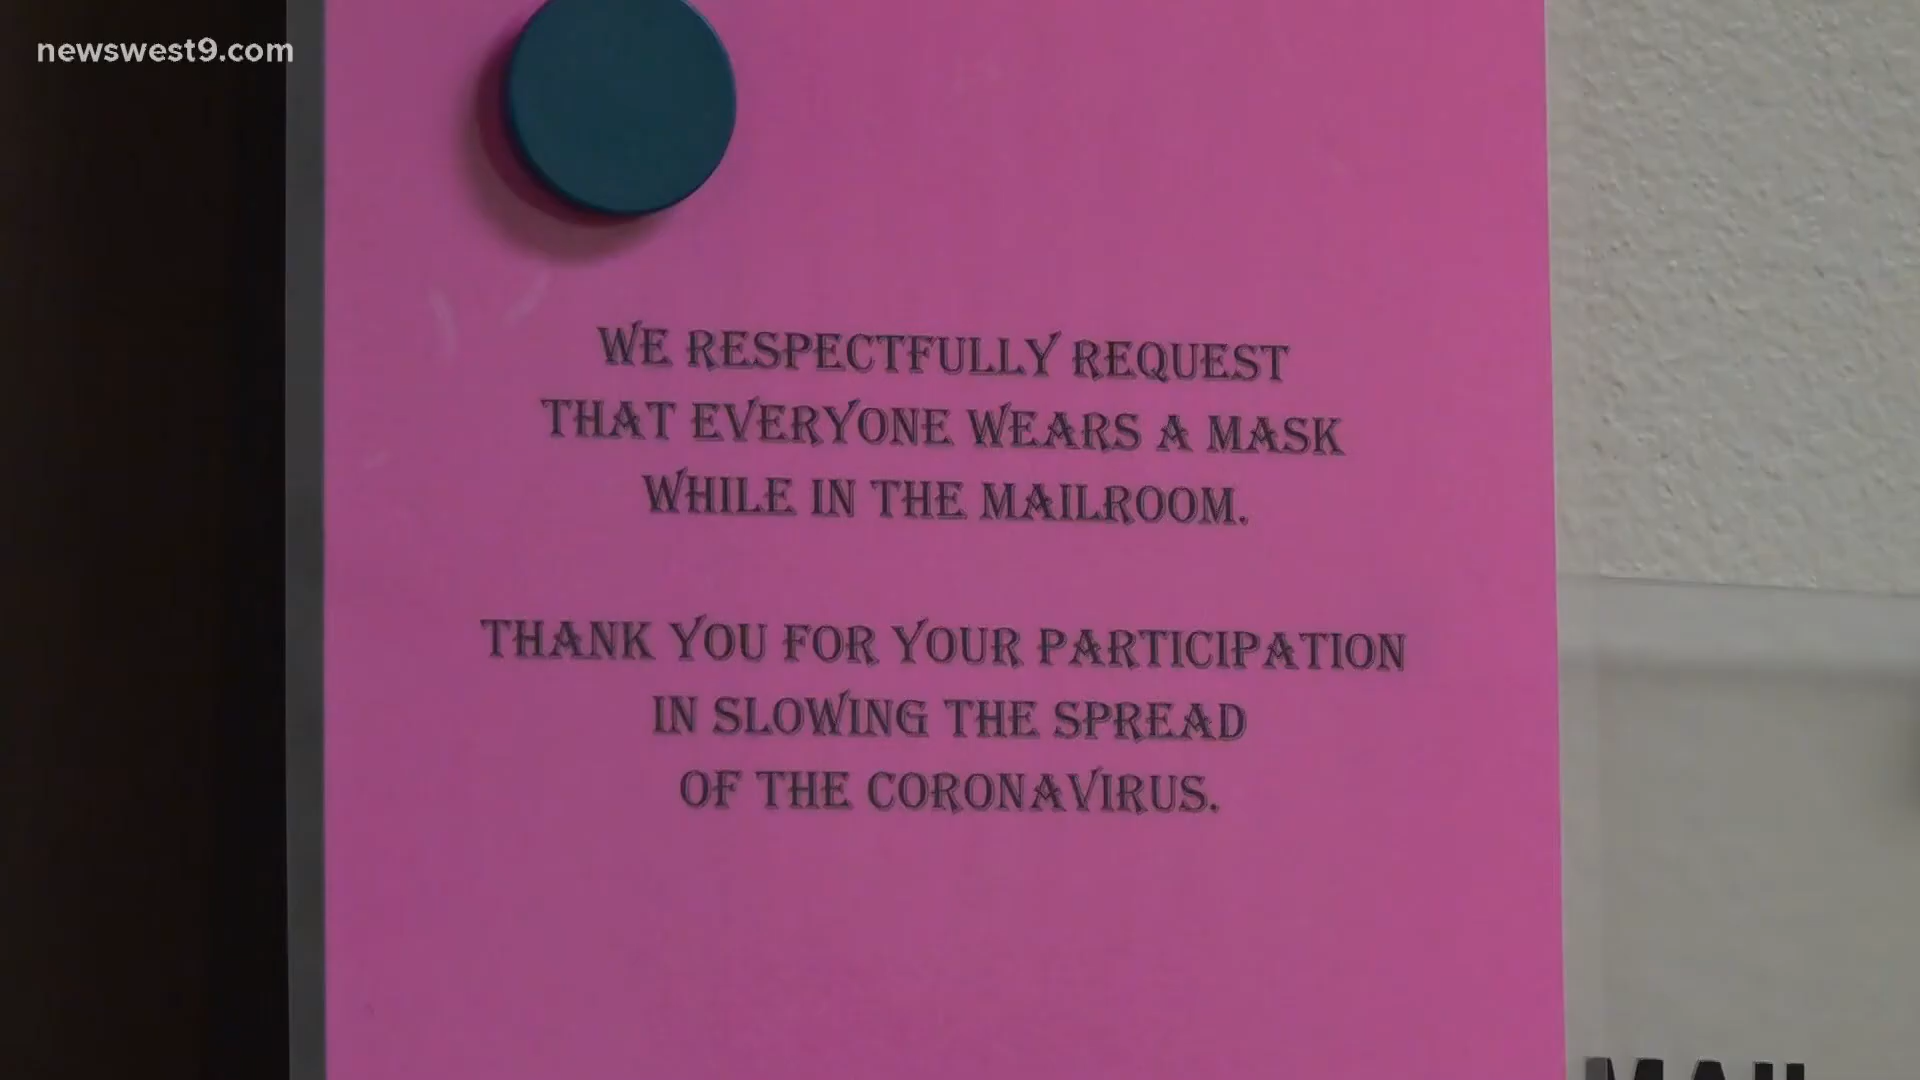 newswest9.com
WE RESPECTFULLY REQUEST
THAT EVERYONE WEARS A MASK
WHILE IN THE MAILROOM.
THANK YOU FOR YOUR PARTICIPATION
IN SLOWING THE SPREAD
OF THE CORONAVIRUS.
MAIL